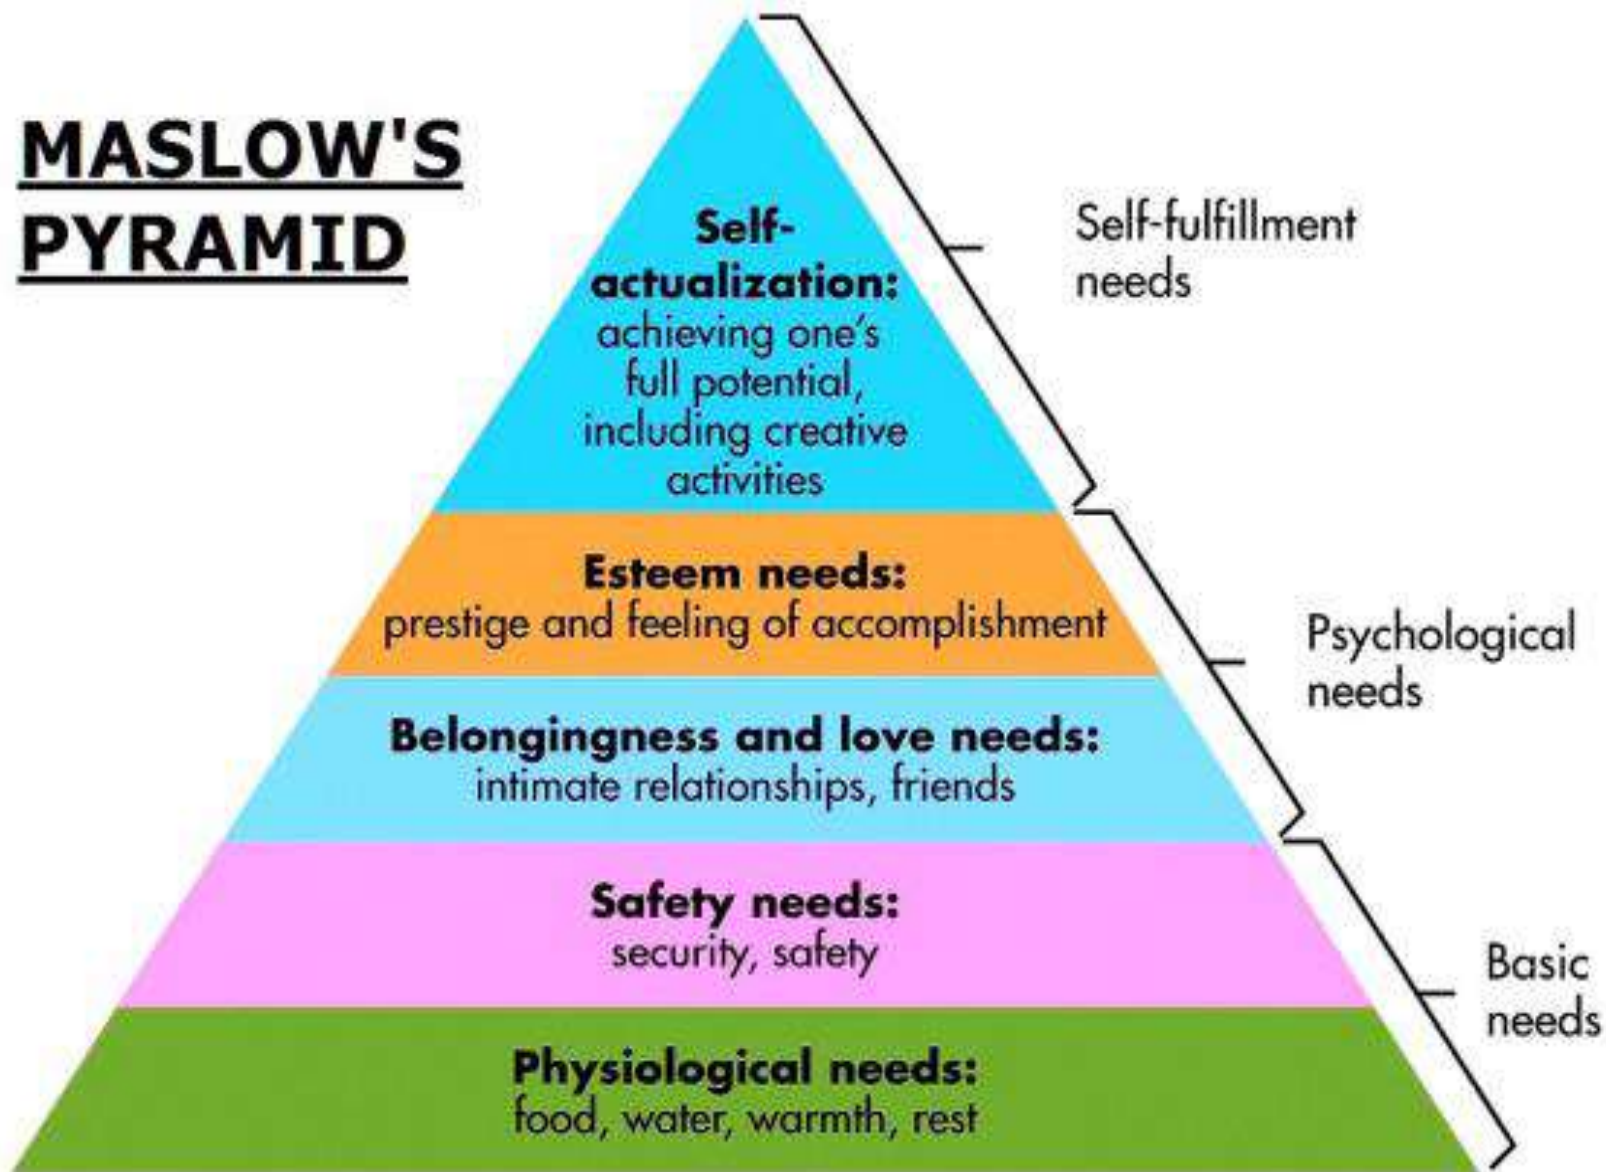 MASLOW'S
PYRAMID
Self-
actualization:
achieving one's
full potential,
including creative
activities
Self-fulfillment
needs
Esteem needs:
prestige and feeling of accomplishment
Belongingness and love needs:
intimate relationships, friends
Psychological
needs
Safety needs:
security, safety
Physiological needs:
food, water, warmth, rest
Basic
needs